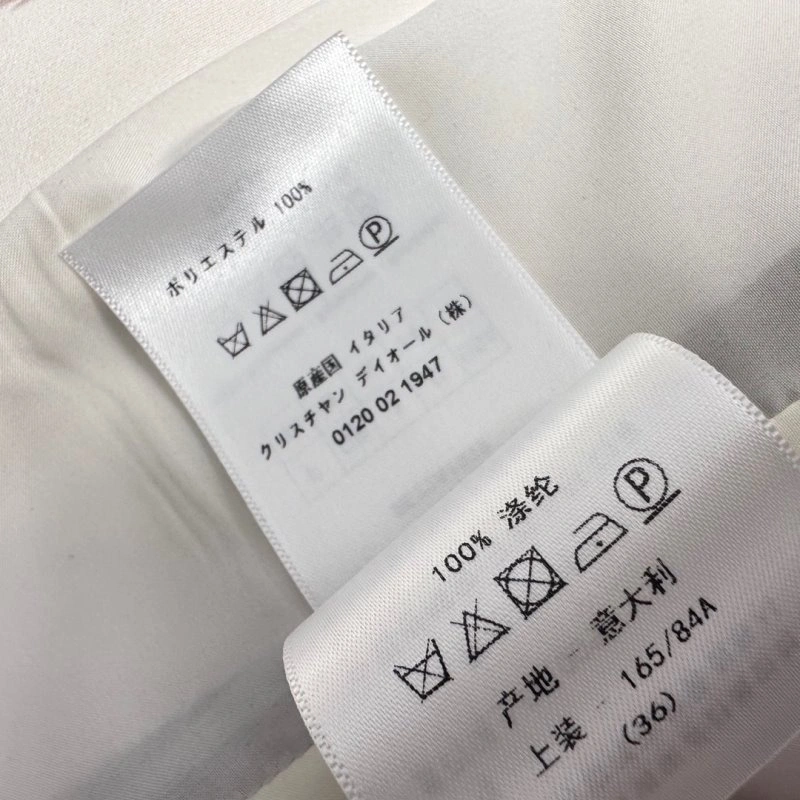 ポリエステル 100%
P
原産国 イタリア
クリスチャン デイオール (株)
0120 02 1947
100% 涤纶
P
产地 - 意大利
上装 - 165/84A
(36)